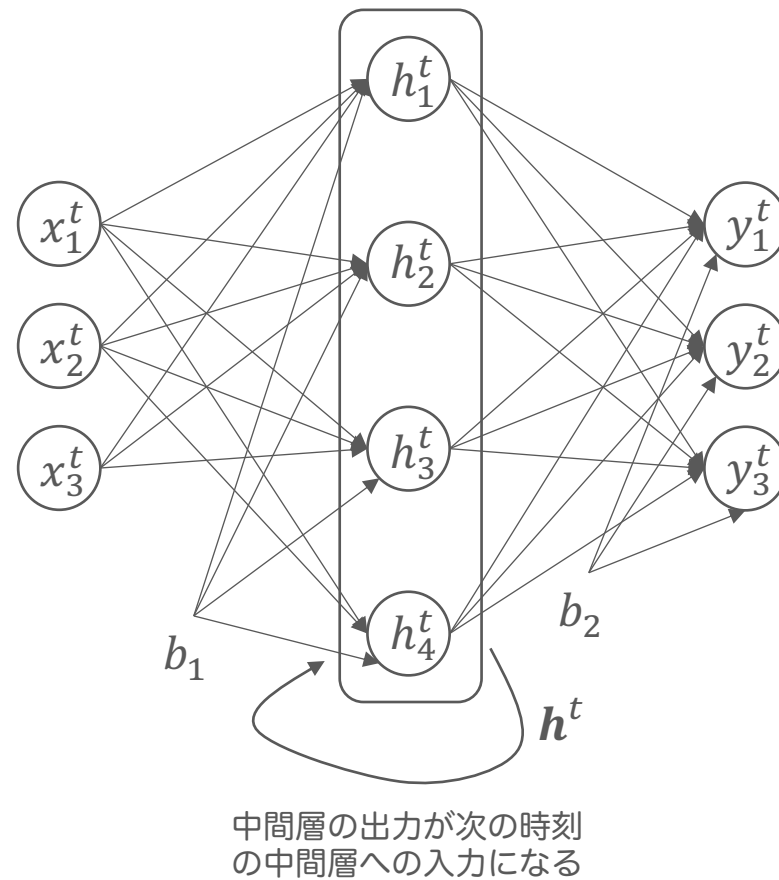 h_1^t
x_1^t
h_2^t
y_1^t
x_2^t
y_2^t
x_3^t
h_3^t
y_3^t
b_1
h_4^t
b_2
h^t
中間層の出力が次の時刻
の中間層への入力になる